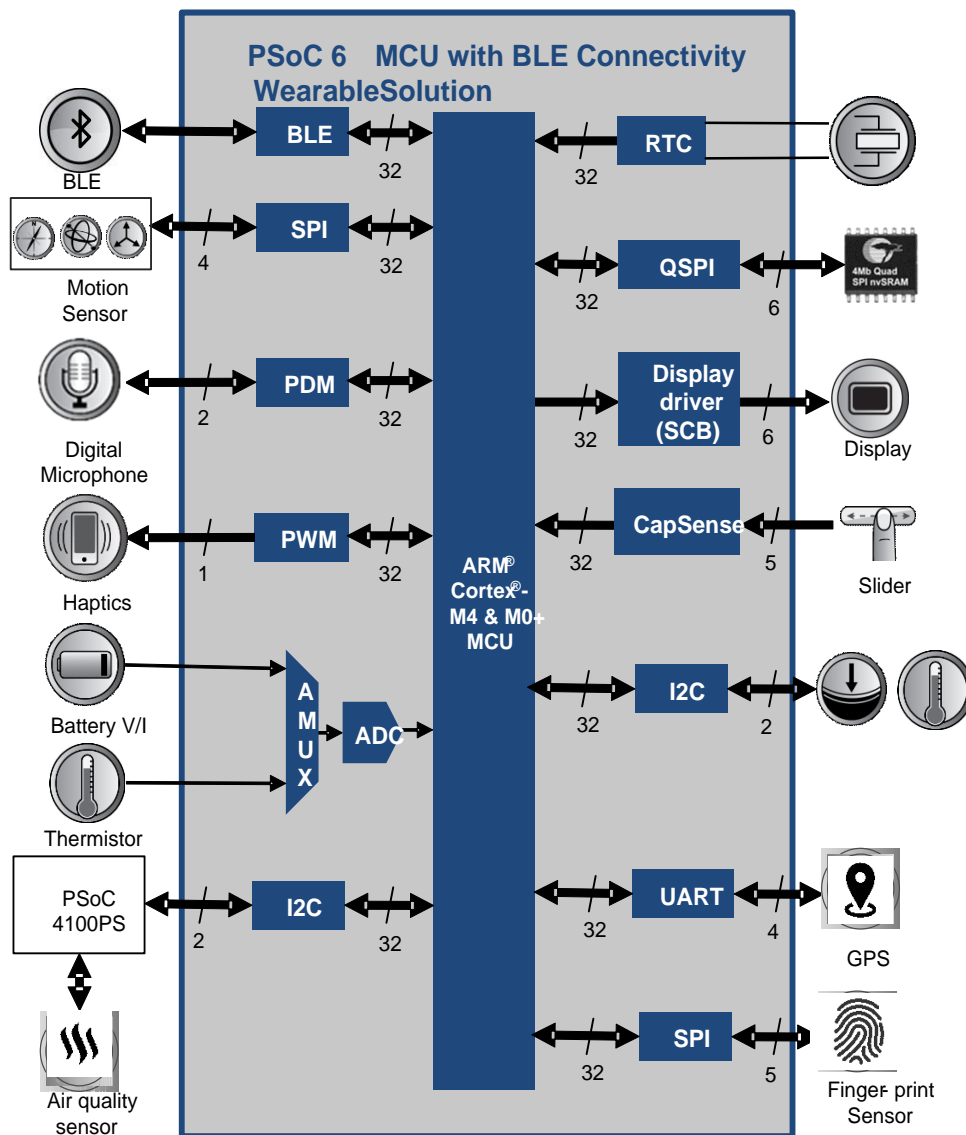 PSoC 6 MCU with BLE Connectivity
WearableSolution
BLE
BLE
32
RTC
32
N
SPI
4
32
Motion
Sensor
QSPI
32
6
4Mb Quad
SPI nvSRAM
PDM
2
32
Digital
Microphone
Display
driver
(SCB)
32
6
Display
PWM
1
32
Haptics
CapSense
32
5
Slider
ARM®
Cortex®-
M4 & M0+
MCU
Battery V/I
A
M
U
X
ADC
Thermistor
I2C
32
2
PSoC
4100PS
I2C
2
32
UART
32
4
GPS
Air quality
sensor
SPI
32
5
Finger- print
Sensor